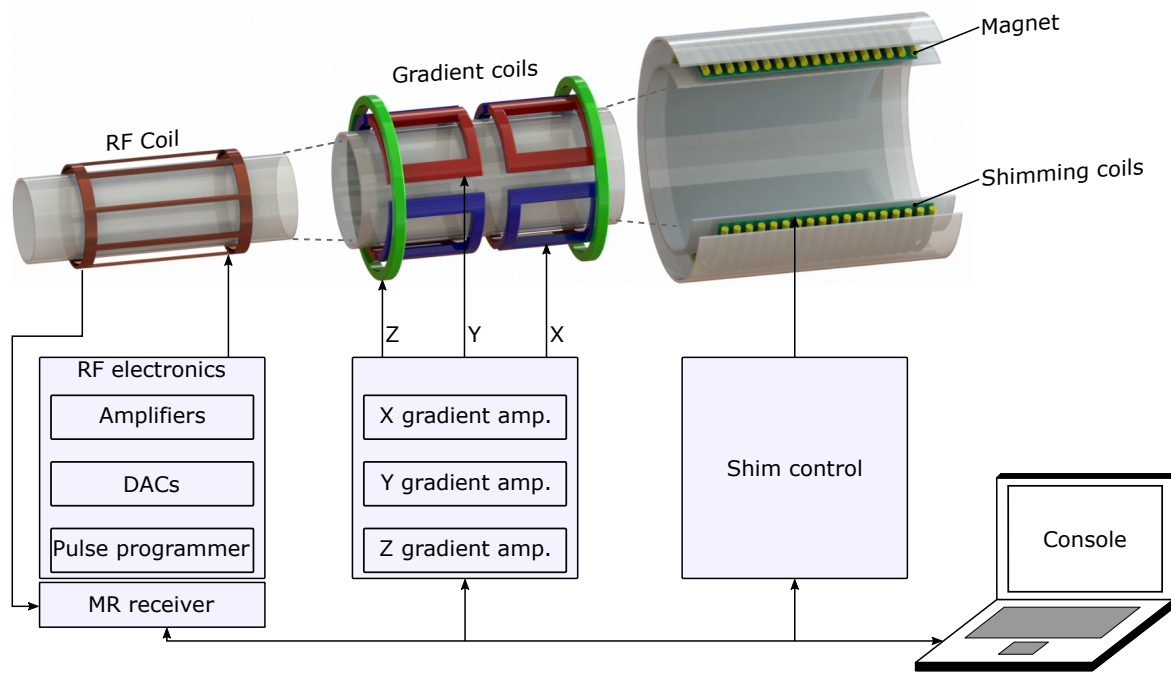 Magnet
Gradient coils
RF Coil
Shimming coils
Z
Y
X
RF electronics
Amplifiers
DACs
Pulse programmer
MR receiver
X gradient amp.
Y gradient amp.
Z gradient amp.
Shim control
Console